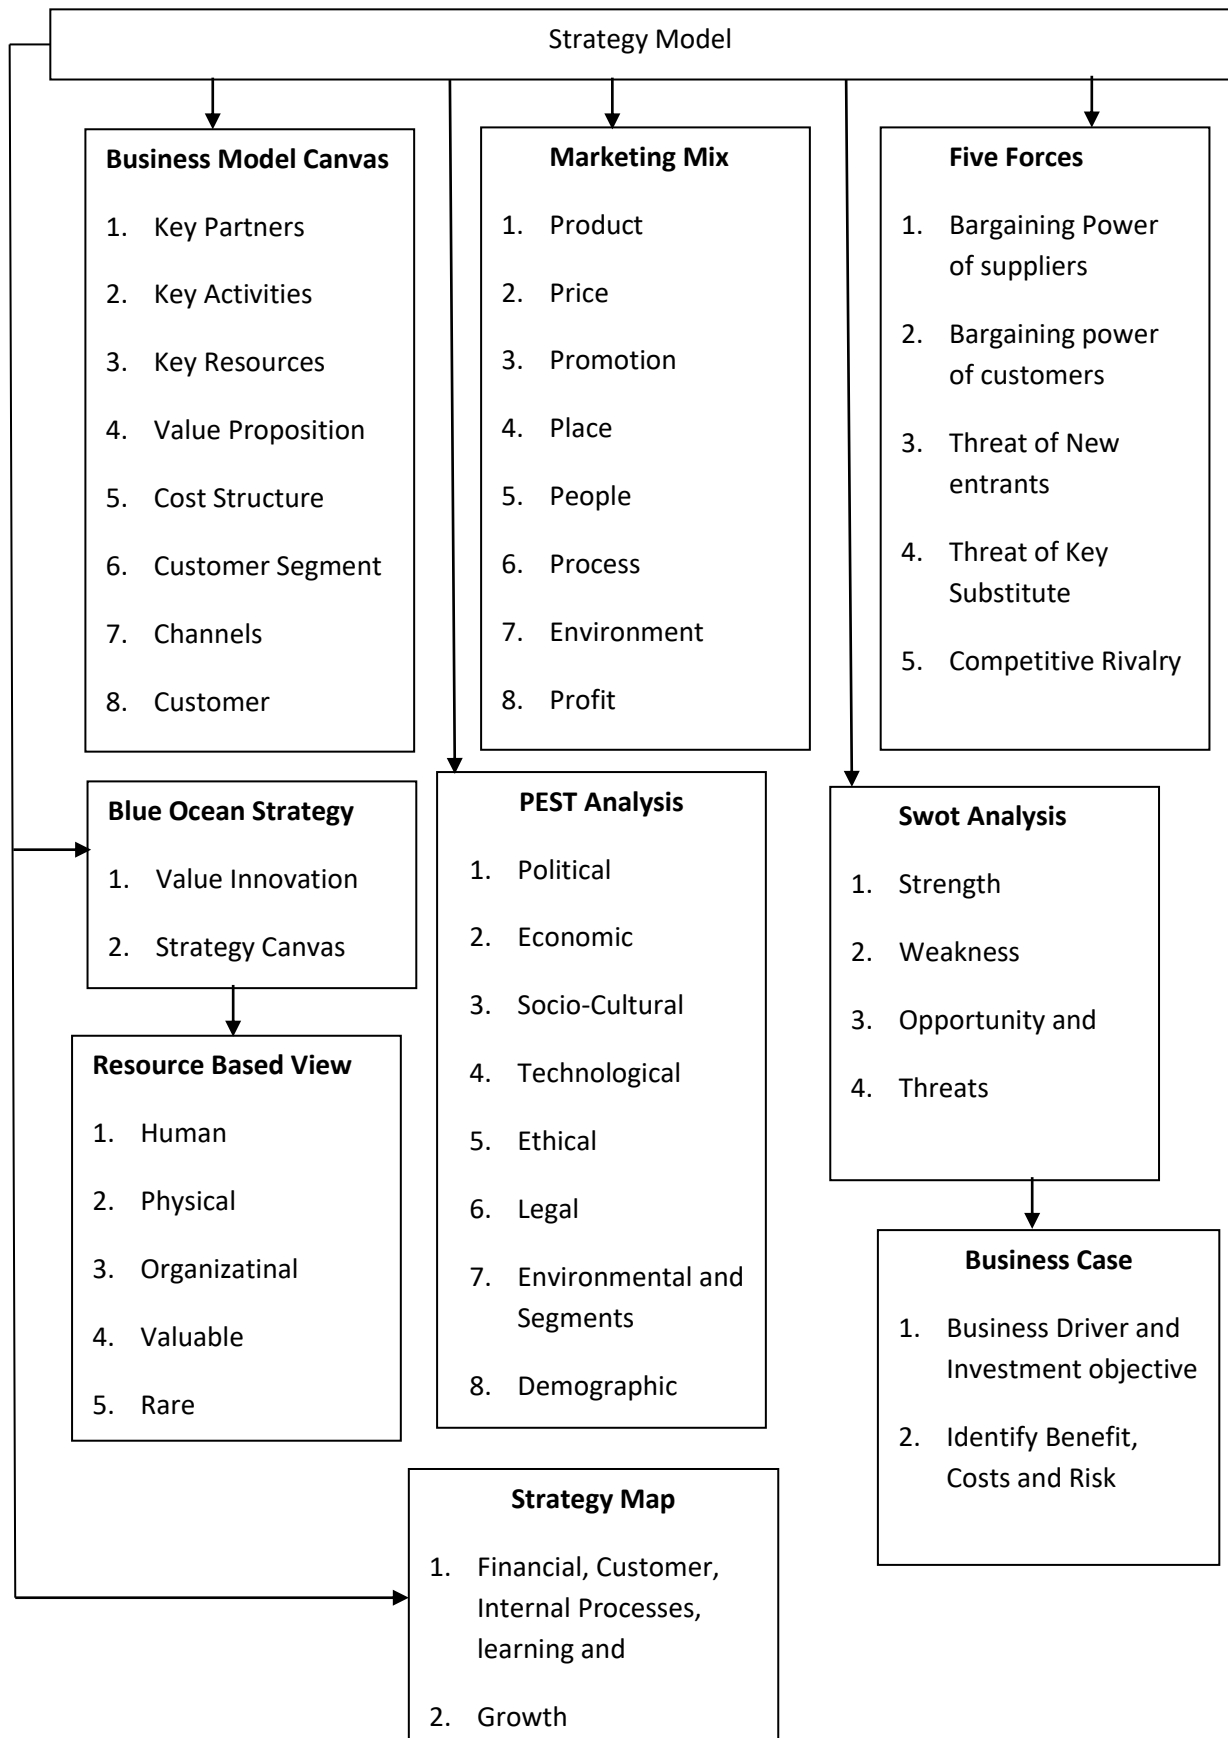 Strategy Model
Business Model Canvas
1. Key Partners
2. Key Activities
3. Key Resources
4. Value Proposition
5. Cost Structure
6. Customer Segment
7. Channels
8. Customer
Marketing Mix
1. Product
2. Price
3. Promotion
4. Place
5. People
6. Process
7. Environment
8. Profit
Five Forces
1. Bargaining Power
of suppliers
2. Bargaining power
of customers
3. Threat of New
entrants
4. Threat of Key
Substitute
5. Competitive Rivalry
Blue Ocean Strategy
1. Value Innovation
2. Strategy Canvas
PEST Analysis
1. Political
2. Economic
3. Socio-Cultural
4. Technological
5. Ethical
6. Legal
7. Environmental and
Segments
8. Demographic
Swot Analysis
1. Strength
2. Weakness
3. Opportunity and
4. Threats
Resource Based View
1. Human
2. Physical
3. Organizatinal
4. Valuable
5. Rare
Business Case
1. Business Driver and
Investment objective
2. Identify Benefit,
Costs and Risk
Strategy Map
1. Financial, Customer,
Internal Processes,
learning and
2. Growth